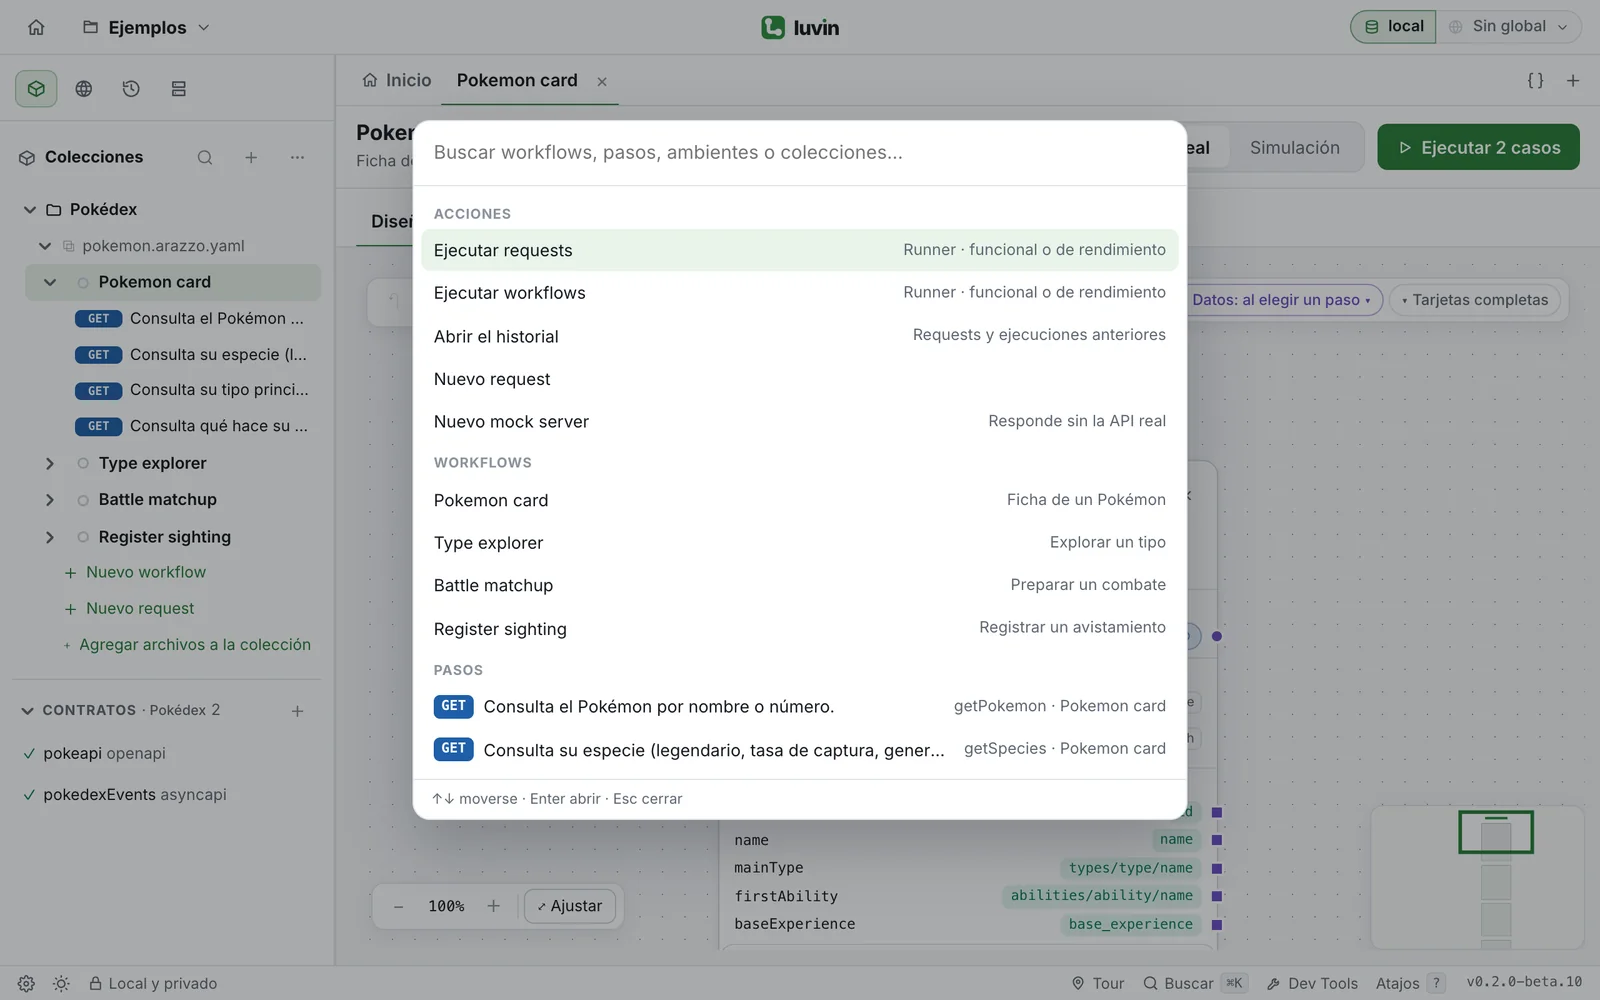 Ejemplos
luvin
local
Sin global
Inicio
Pokemon card
Colecciones
Pokédex
pokemon.arazzo.yaml
Pokemon card
GET Consulta el Pokémon ...
GET Consulta su especie (l...
GET Consulta su tipo princi...
GET Consulta qué hace su ...
Type explorer
Battle matchup
Register sighting
+ Nuevo workflow
+ Nuevo request
+ Agregar archivos a la colección
CONTRATOS · Pokédex 2
pokeapi openapi
pokedexEvents asyncapi
Simulación
Ejecutar 2 casos
Buscar workflows, pasos, ambientes o colecciones...
ACCIONES
Ejecutar requests Runner · funcional o de rendimiento
Ejecutar workflows Runner · funcional o de rendimiento
Abrir el historial Requests y ejecuciones anteriores
Nuevo request
Nuevo mock server Responde sin la API real
WORKFLOWS
Pokemon card Ficha de un Pokémon
Type explorer Explorar un tipo
Battle matchup Preparar un combate
Register sighting Registrar un avistamiento
PASOS
GET Consulta el Pokémon por nombre o número. getPokemon · Pokemon card
GET Consulta su especie (legendario, tasa de captura, gener... getSpecies · Pokemon card
↑↓ moverse · Enter abrir · Esc cerrar
Datos: al elegir un paso
Tarjetas completas
name name
mainType types/type/name
firstAbility abilities/ability/name
baseExperience base_experience
− 100% +
Ajustar
Local y privado
Tour
Buscar ⌘K
Dev Tools
Atajos ?
v0.2.0-beta.10